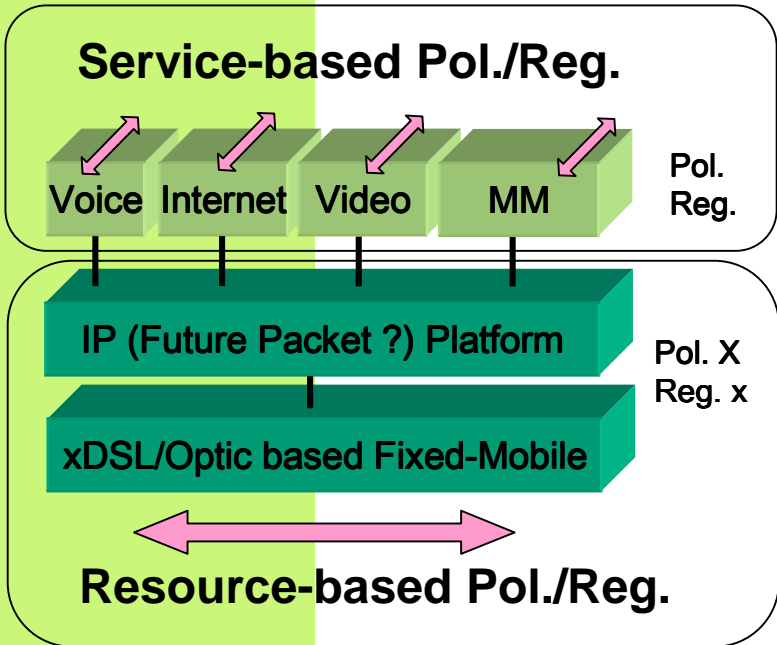 Service-based Pol./Reg.
Voice Internet Video MM
Pol.
Reg.
IP (Future Packet ?) Platform
Pol. X
Reg. x
xDSL/Optic based Fixed-Mobile
Resource-based Pol./Reg.